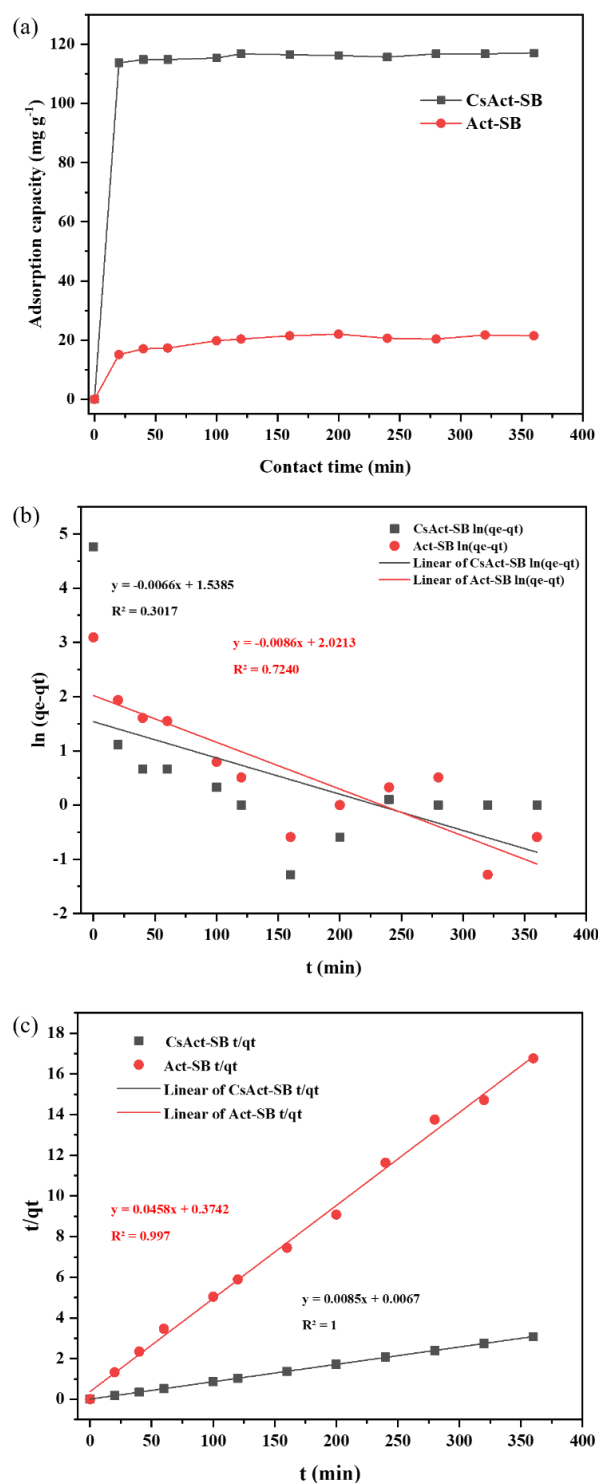 (a)
120
100
80
60
40
20
0
Adsorption capacity (mg g-1)
CsAct-SB
Act-SB
0 50 100 150 200 250 300 350 400
Contact time (min)
(b)
5
4
3
2
1
0
-1
-2
ln (qe-qt)
CsAct-SB ln(qe-qt)
Act-SB ln(qe-qt)
Linear of CsAct-SB ln(qe-qt)
Linear of Act-SB ln(qe-qt)
y = -0.0066x + 1.5385
R² = 0.3017
y = -0.0086x + 2.0213
R² = 0.7240
0 50 100 150 200 250 300 350 400
t (min)
(c)
18
16
14
12
10
8
6
4
2
0
t/qt
CsAct-SB t/qt
Act-SB t/qt
Linear of CsAct-SB t/qt
Linear of Act-SB t/qt
y = 0.0458x + 0.3742
R² = 0.997
y = 0.0085x + 0.0067
R² = 1
0 50 100 150 200 250 300 350 400
t (min)